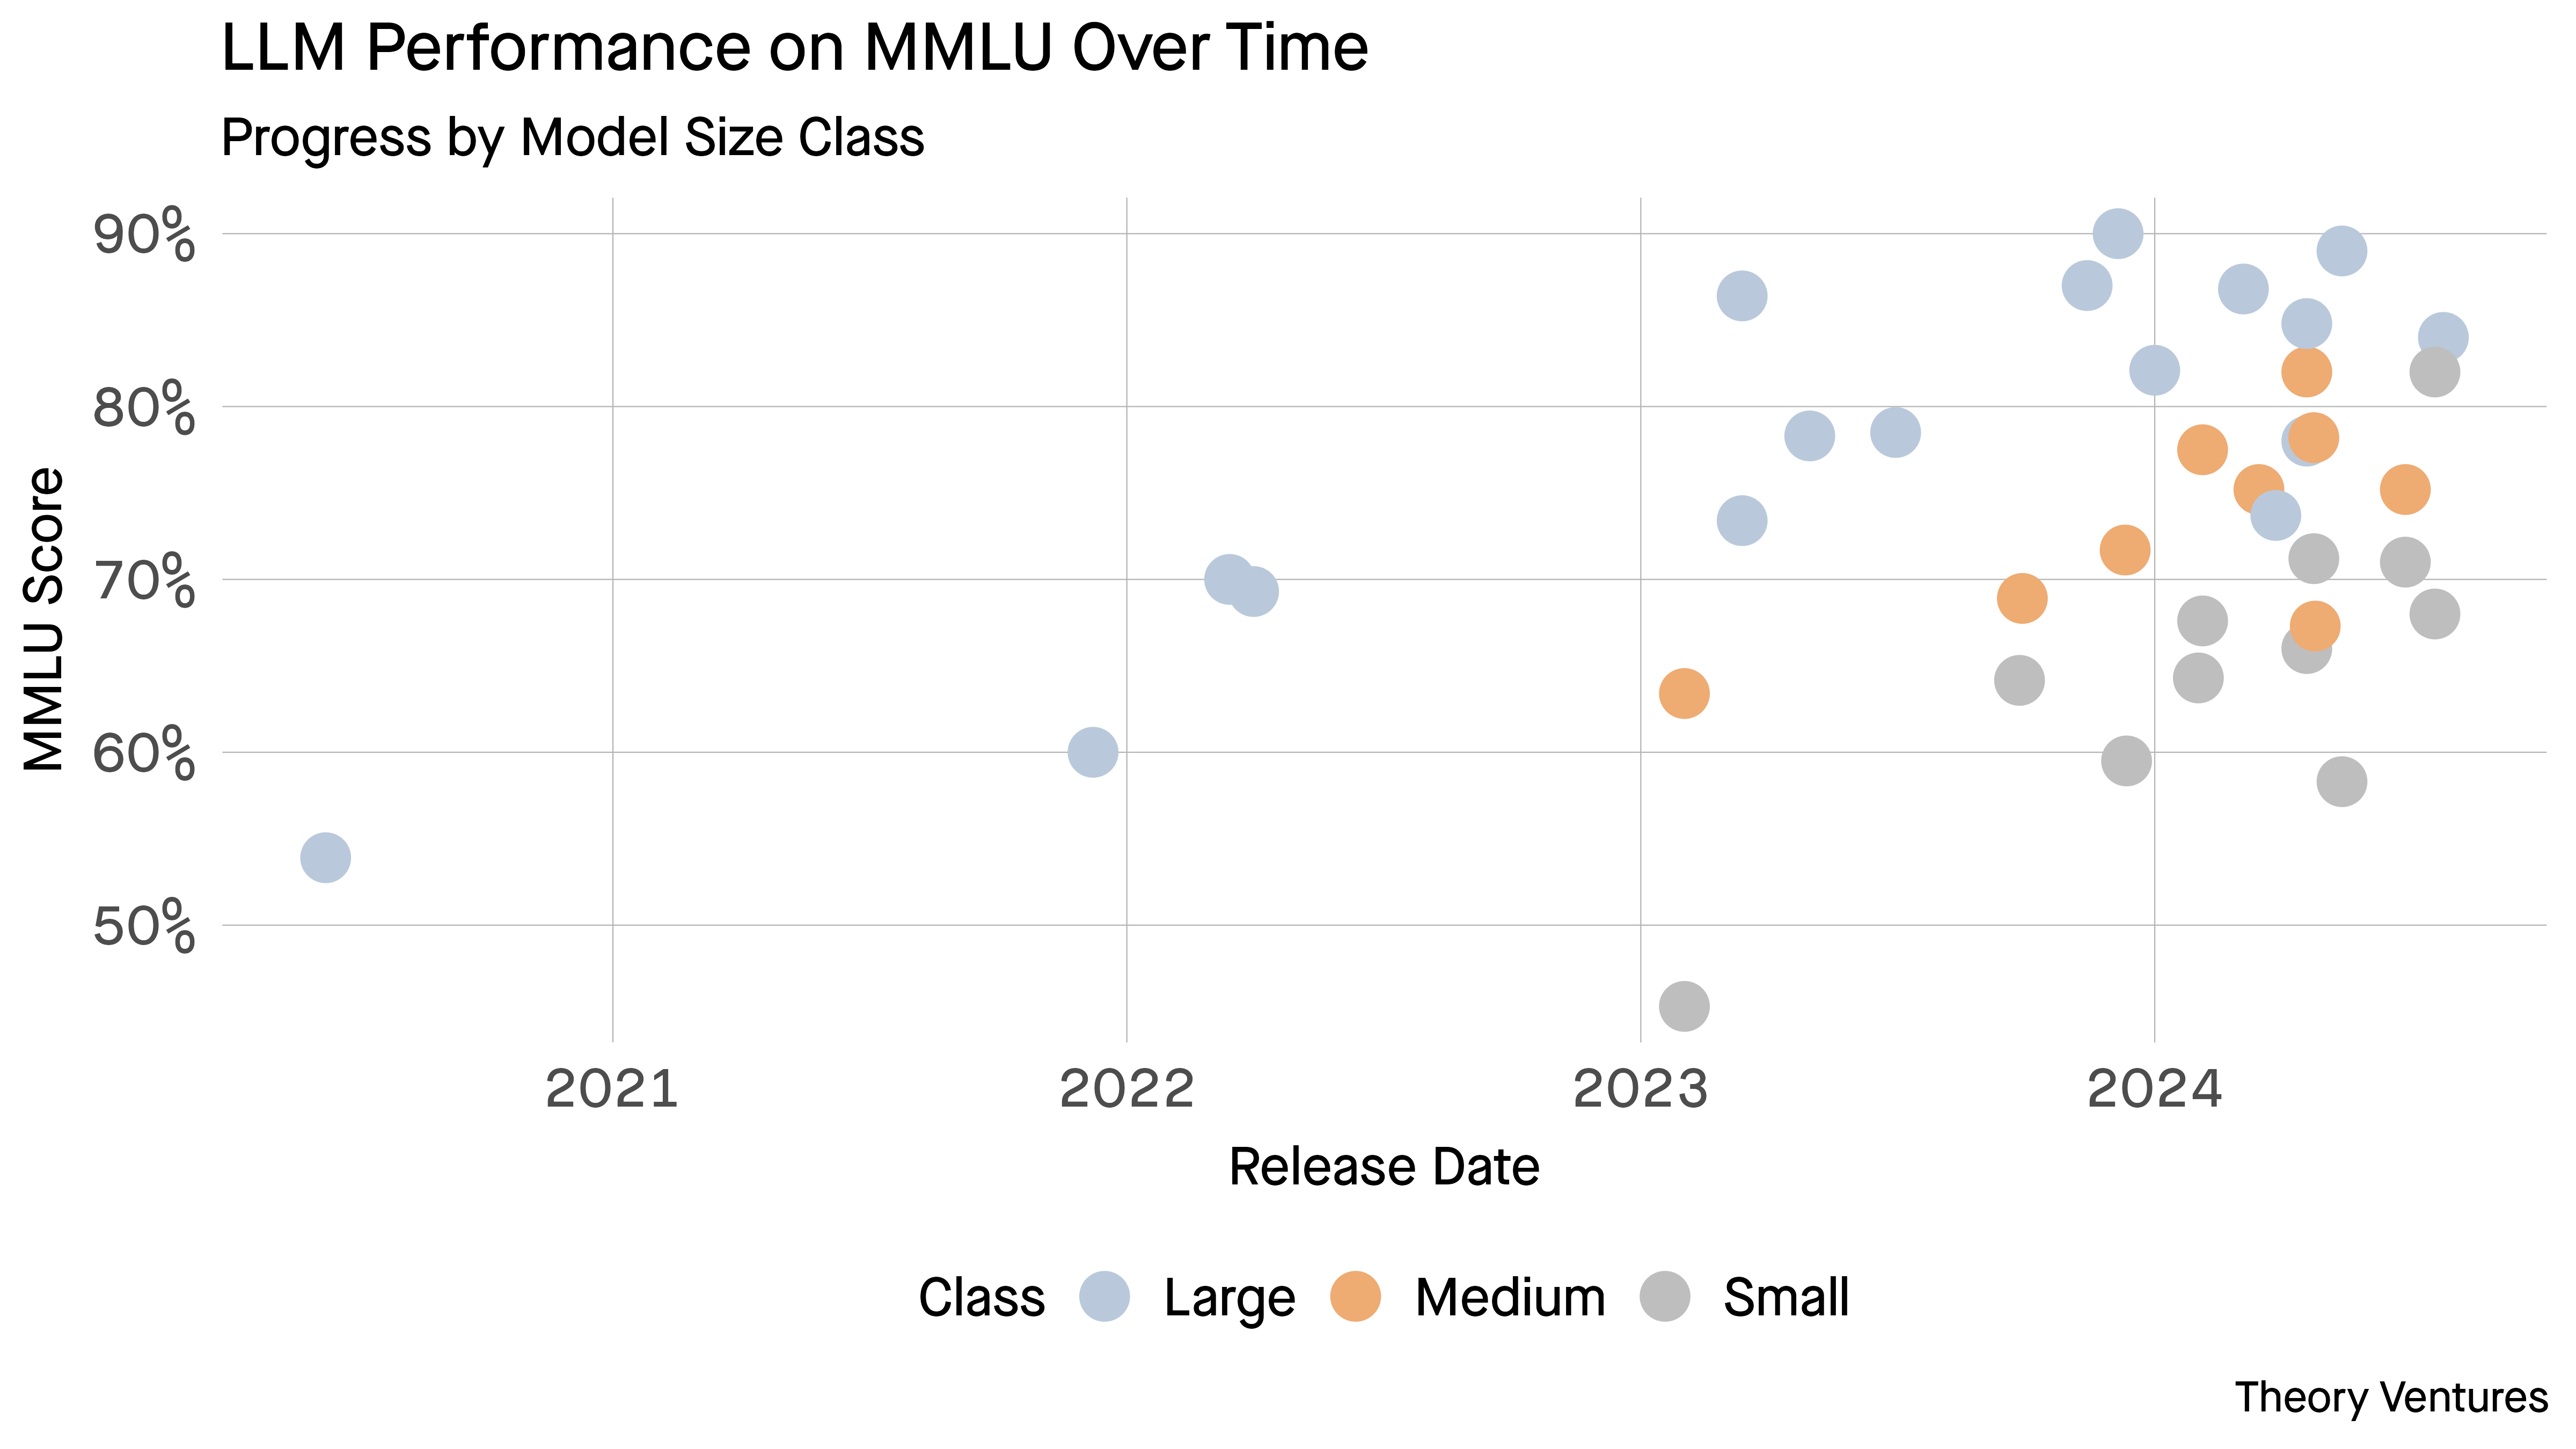 LLM Performance on MMLU Over Time
Progress by Model Size Class
MMLU Score
90%
80%
70%
60%
50%
2021 2022 2023 2024
Release Date
Class Large Medium Small
Theory Ventures